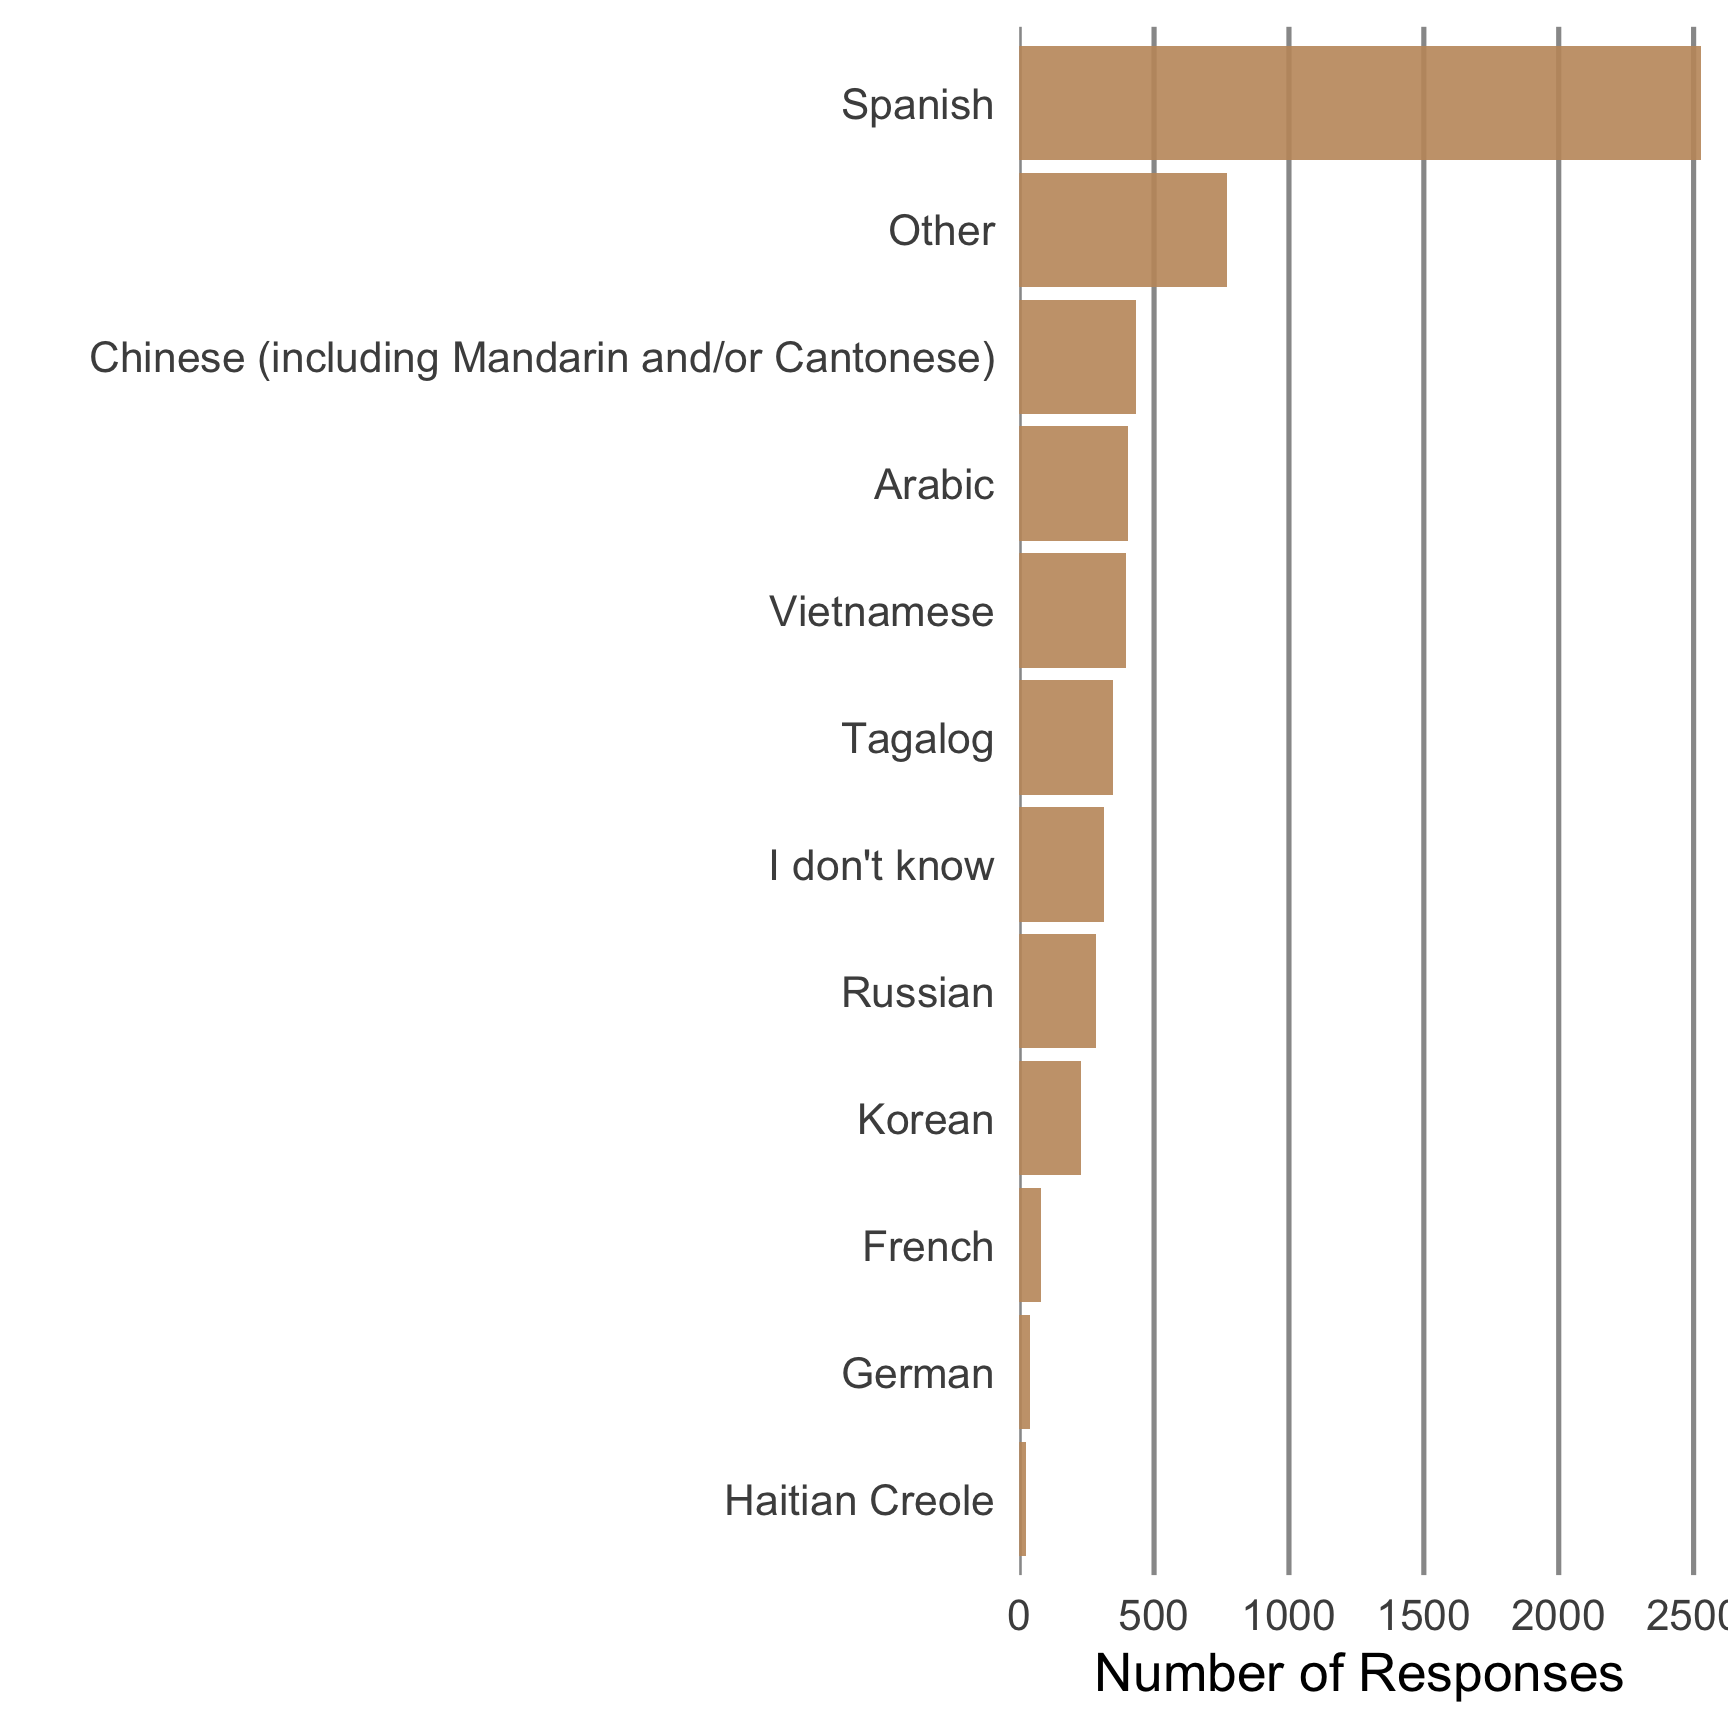 Spanish
Other
Chinese (including Mandarin and/or Cantonese)
Arabic
Vietnamese
Tagalog
I don't know
Russian
Korean
French
German
Haitian Creole
0 500 1000 1500 2000 2500
Number of Responses